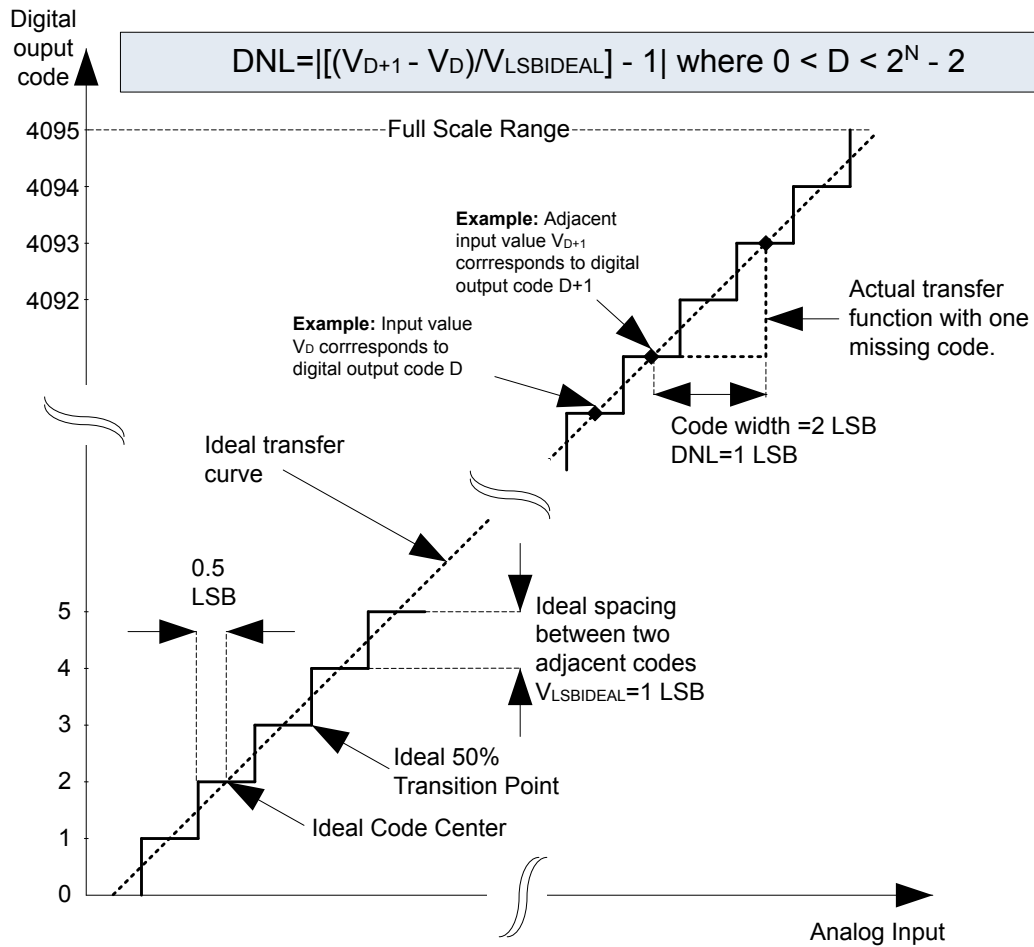 Digital
ouput
code
DNL=|[(VD+1 - VD)/VLSBIDEAL] - 1| where 0 < D < 2^N - 2
4095
Full Scale Range
4094
4093
4092
Example: Adjacent
input value VD+1
corrresponds to digital
output code D+1
Example: Input value
VD corrresponds to
digital output code D
Actual transfer
function with one
missing code.
Code width =2 LSB
DNL=1 LSB
Ideal transfer
curve
0.5
LSB
5
4
3
2
1
0
Ideal spacing
between two
adjacent codes
VLSBIDEAL=1 LSB
Ideal 50%
Transition Point
Ideal Code Center
Analog Input